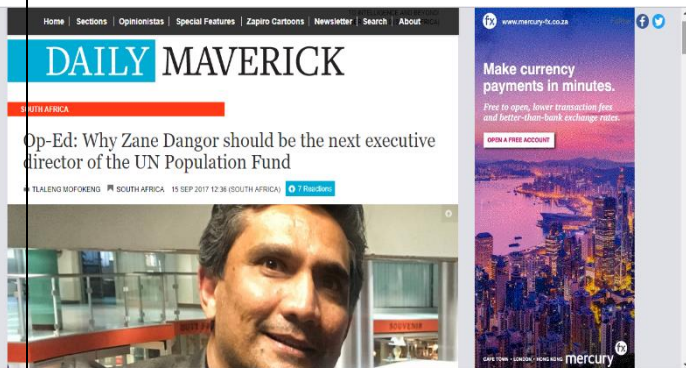 Home | Sections | Opinionistas | Special Features | Zapiro Cartoons | Newsletter | Search | About
DAILY MAVERICK
SOUTH AFRICA
Op-Ed: Why Zane Dangor should be the next executive
director of the UN Population Fund
TLALENG MOFOKENG SOUTH AFRICA 15 SEP 2017 12:36 (SOUTH AFRICA) 7 Reactions
SOUVENIR
fx www.mercury-fx.co.za
Follow
Make currency
payments in minutes.
Free to open, lower transaction fees
and better-than-bank exchange rates.
OPEN A FREE ACCOUNT
CAPE TOWN • LONDON • HONG KONG mercury fx